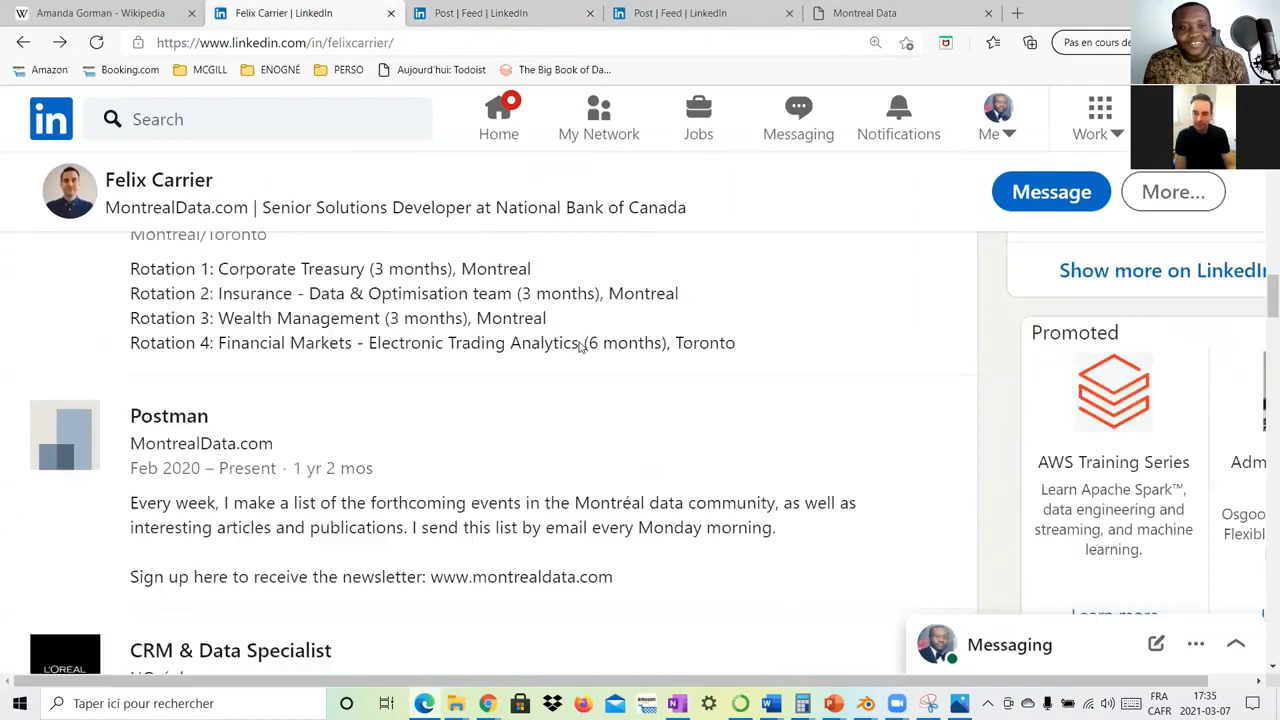 Amanda Gorman - Wikipedia
Felix Carrier | LinkedIn
Post | Feed | LinkedIn
Post | Feed | LinkedIn
Montreal Data
https://www.linkedin.com/in/felixcarrier/
Pas en cours de
Amazon
Booking.com
MCGILL
ENOGNÉ
PERSO
Aujourd'hui: Todoist
The Big Book of Da...
in
Search
Home
My Network
Jobs
Messaging
Notifications
Me
Work
Felix Carrier
MontrealData.com | Senior Solutions Developer at National Bank of Canada
Message
More...
Montreal/Toronto
Rotation 1: Corporate Treasury (3 months), Montreal
Rotation 2: Insurance - Data & Optimisation team (3 months), Montreal
Rotation 3: Wealth Management (3 months), Montreal
Rotation 4: Financial Markets - Electronic Trading Analytics (6 months), Toronto
Postman
MontrealData.com
Feb 2020 – Present · 1 yr 2 mos
Every week, I make a list of the forthcoming events in the Montréal data community, as well as
interesting articles and publications. I send this list by email every Monday morning.
Sign up here to receive the newsletter: www.montrealdata.com
L'ORÉAL
CRM & Data Specialist
Show more on LinkedIn
Promoted
AWS Training Series
Learn Apache Spark™,
data engineering and
streaming, and machine
learning.
Learn more
Adm
Osgoo
Flexibl
Messaging
Taper ici pour rechercher
FRA
CAFR
17:35
2021-03-07